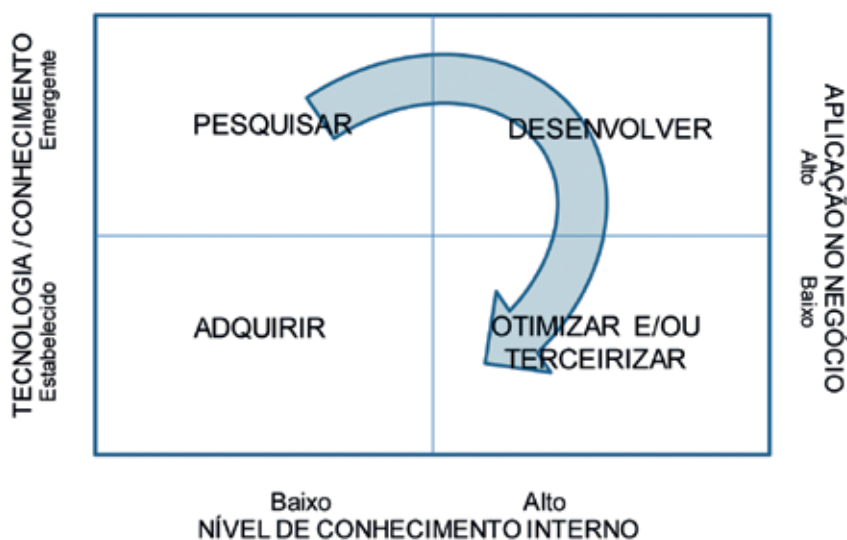 TECNOLOGIA / CONHECIMENTO
Emergente
Estabelecido
PESQUISAR
DESENVOLVER
ADQUIRIR
OTIMIZAR E/OU
TERCEIRIZAR
APLICAÇÃO NO NEGÓCIO
Alto
Baixo
Baixo
Alto
NÍVEL DE CONHECIMENTO INTERNO